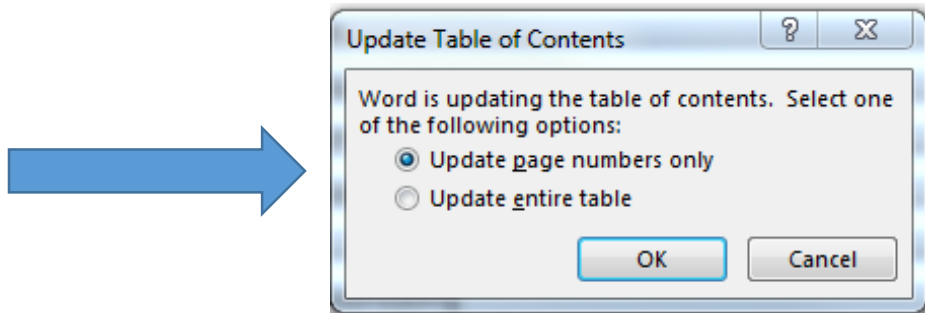 Update Table of Contents
Word is updating the table of contents.  Select one
of the following options:
Update page numbers only
Update entire table
OK
Cancel